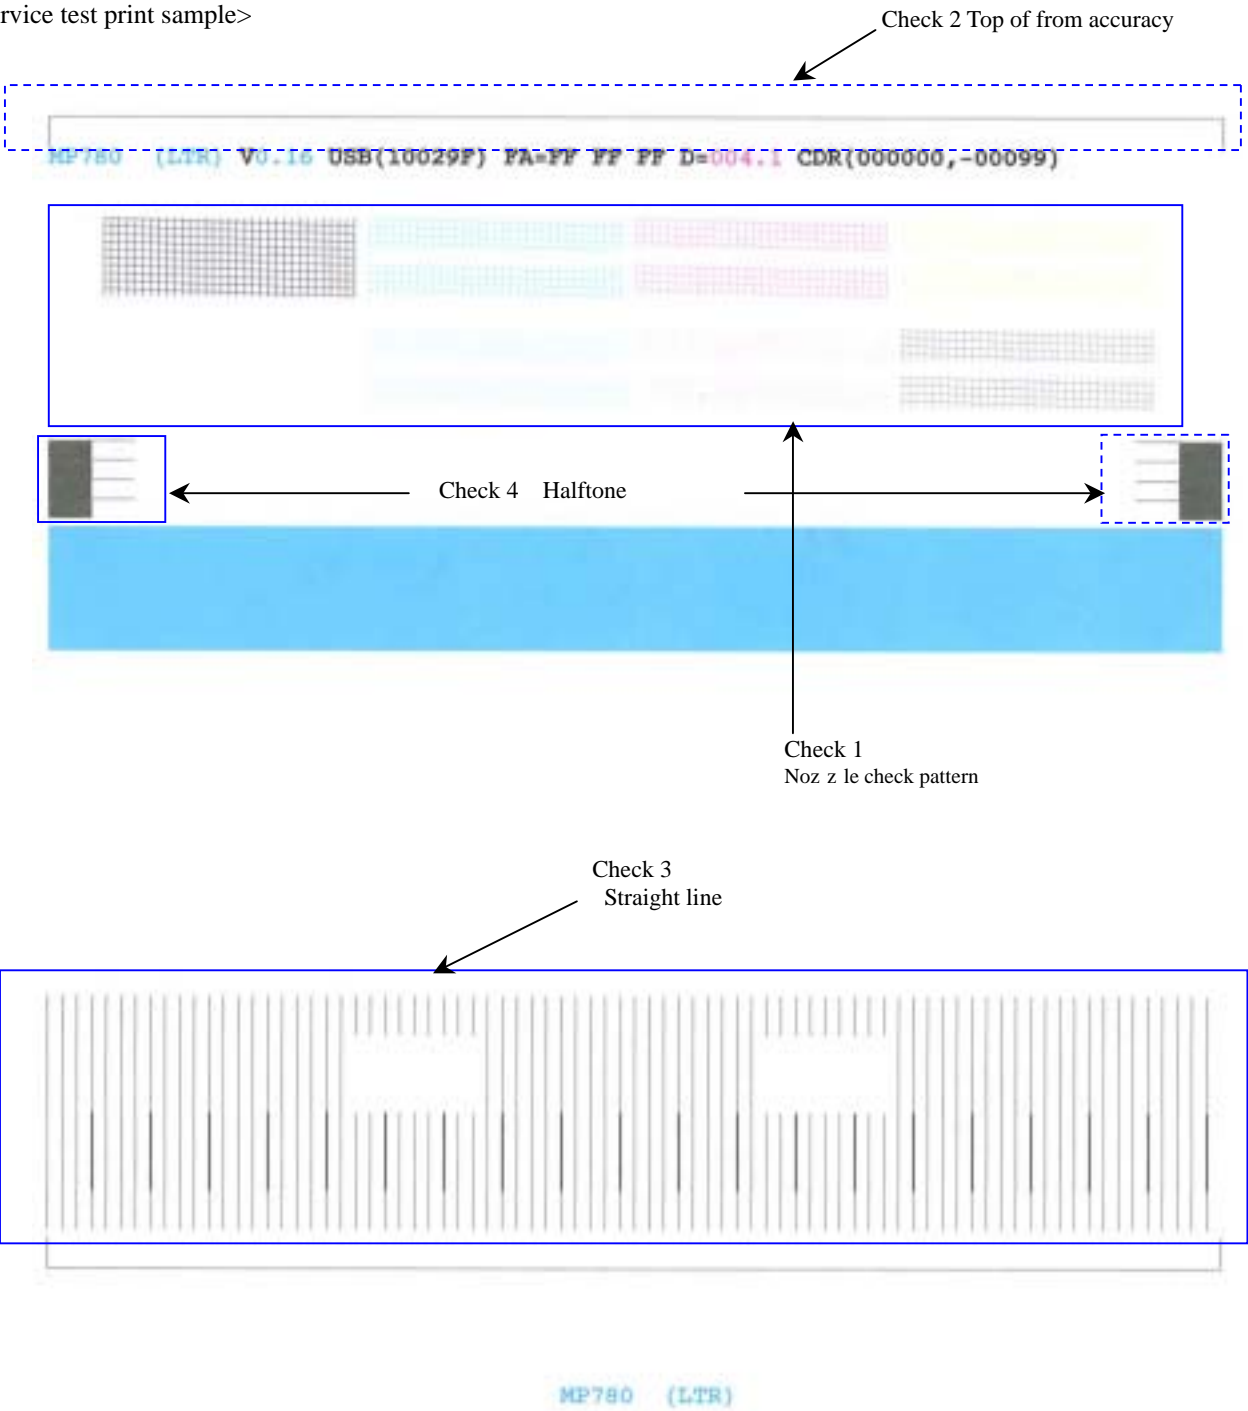 rvice test print sample>
Check 2 Top of from accuracy
MP780 (LTR) V0.16 USB(10029F) FA=FF FF FF D=004.1 CDR(000000,-00099)
Check 4 Halftone
Check 1
Noz z le check pattern
Check 3
Straight line
MP780 (LTR)